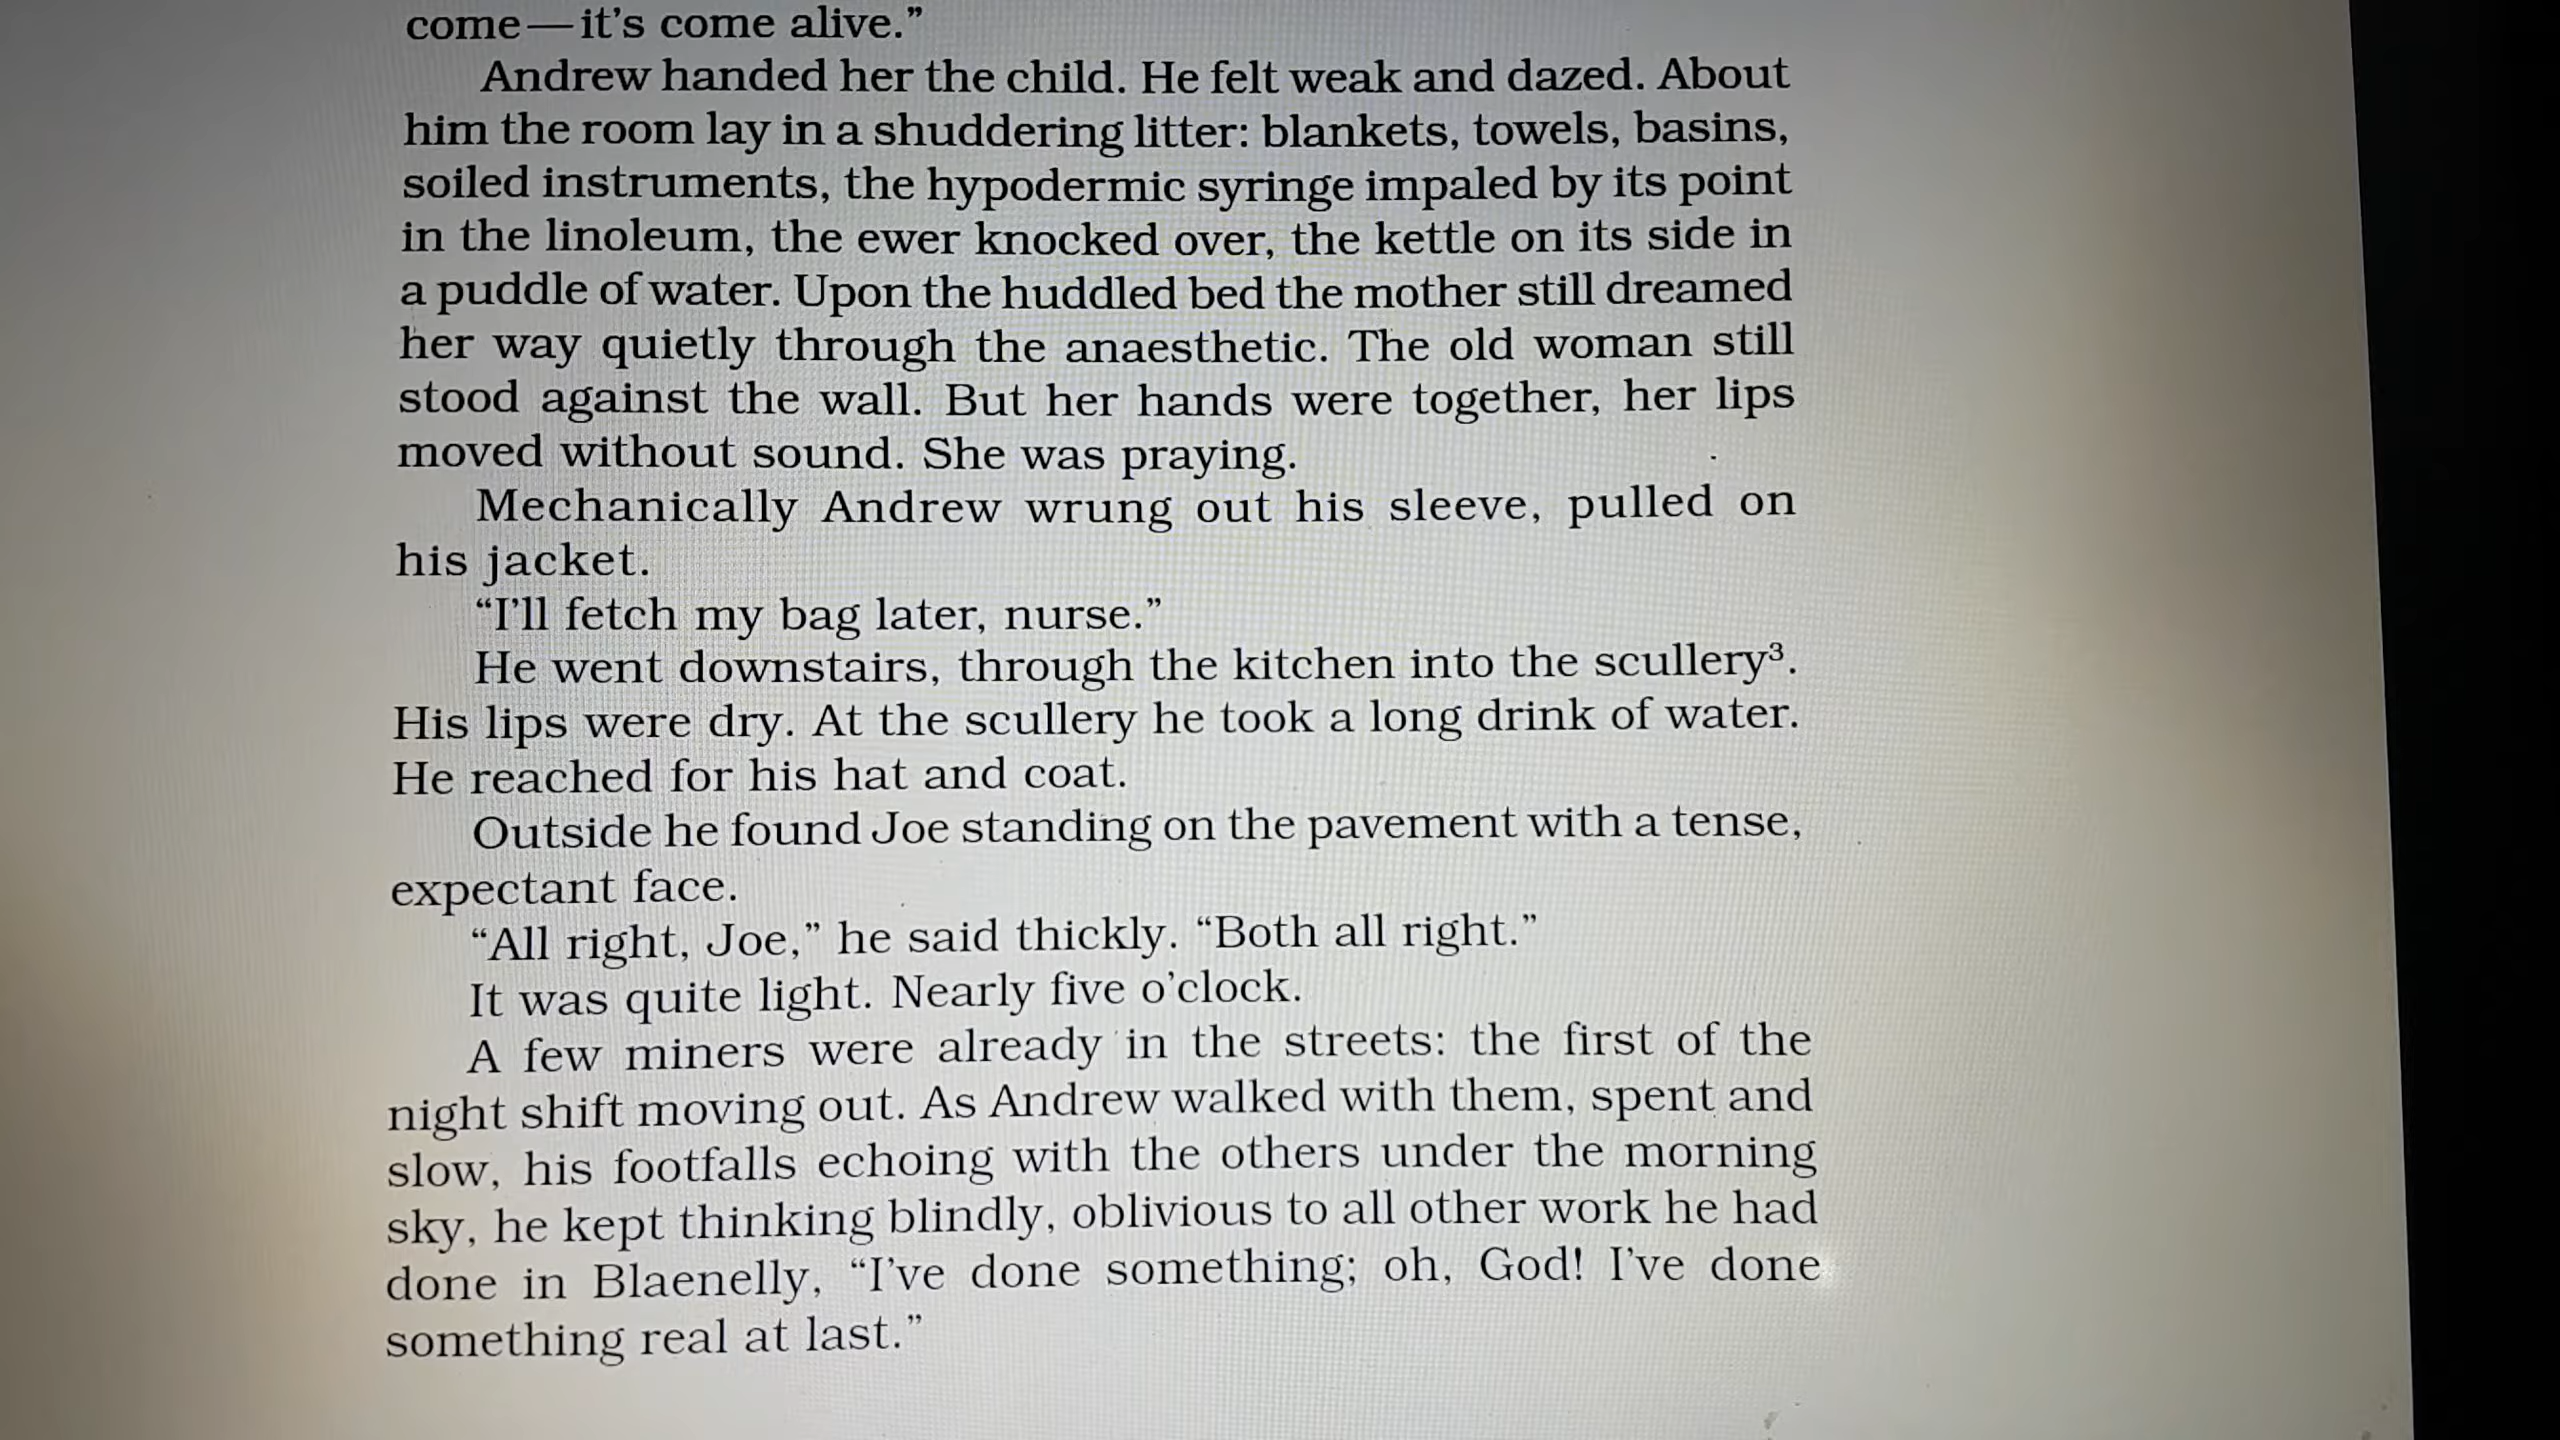 come—it's come alive.”
Andrew handed her the child. He felt weak and dazed. About
him the room lay in a shuddering litter: blankets, towels, basins,
soiled instruments, the hypodermic syringe impaled by its point
in the linoleum, the ewer knocked over, the kettle on its side in
a puddle of water. Upon the huddled bed the mother still dreamed
her way quietly through the anaesthetic. The old woman still
stood against the wall. But her hands were together, her lips
moved without sound. She was praying.
Mechanically Andrew wrung out his sleeve, pulled on
his jacket.
“I'll fetch my bag later, nurse.”
He went downstairs, through the kitchen into the scullery³.
His lips were dry. At the scullery he took a long drink of water.
He reached for his hat and coat.
Outside he found Joe standing on the pavement with a tense,
expectant face.
“All right, Joe,” he said thickly. “Both all right.”
It was quite light. Nearly five o'clock.
A few miners were already in the streets: the first of the
night shift moving out. As Andrew walked with them, spent and
slow, his footfalls echoing with the others under the morning
sky, he kept thinking blindly, oblivious to all other work he had
done in Blaenelly, “I've done something; oh, God! I've done
something real at last.”